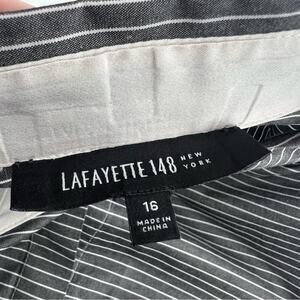 LAFAYETTE 148 NEW YORK
16
MADE IN
CHINA